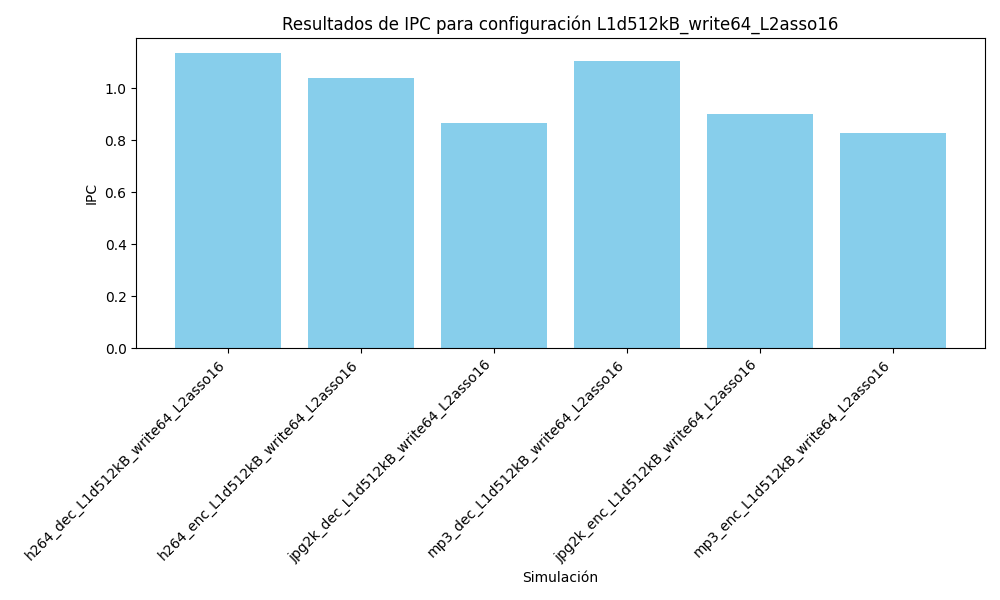 Resultados de IPC para configuración L1d512kB_write64_L2asso16
IPC
1.0
0.8
0.6
0.4
0.2
0.0
h264_dec_L1d512kB_write64_L2asso16
h264_enc_L1d512kB_write64_L2asso16
jpg2k_dec_L1d512kB_write64_L2asso16
mp3_dec_L1d512kB_write64_L2asso16
jpg2k_enc_L1d512kB_write64_L2asso16
mp3_enc_L1d512kB_write64_L2asso16
Simulación